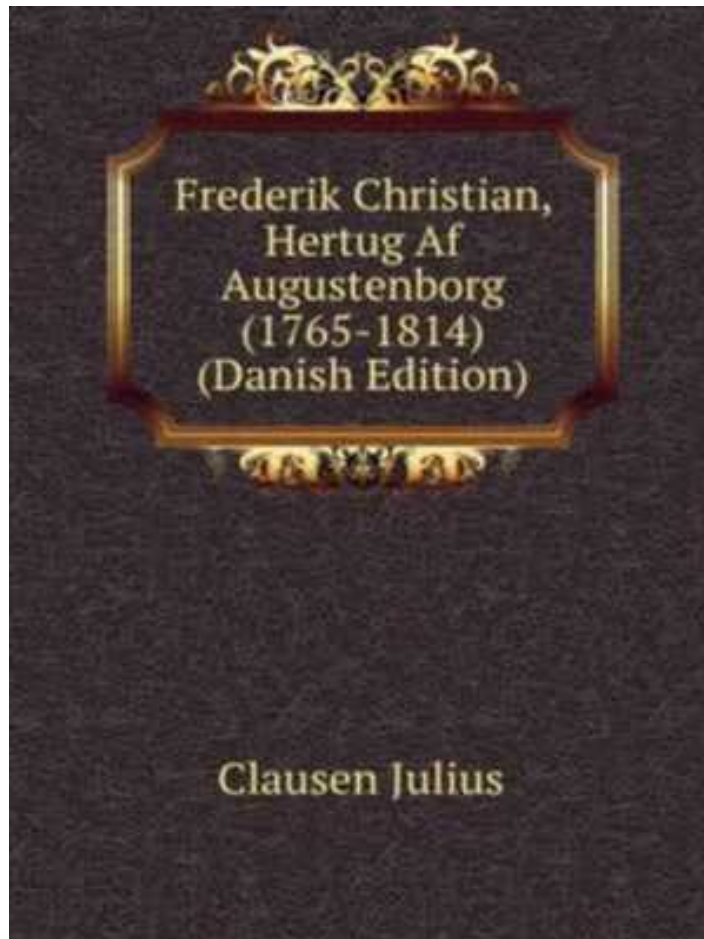 Frederik Christian,
Hertug Af
Augustenborg
(1765-1814)
(Danish Edition)
Clausen Julius